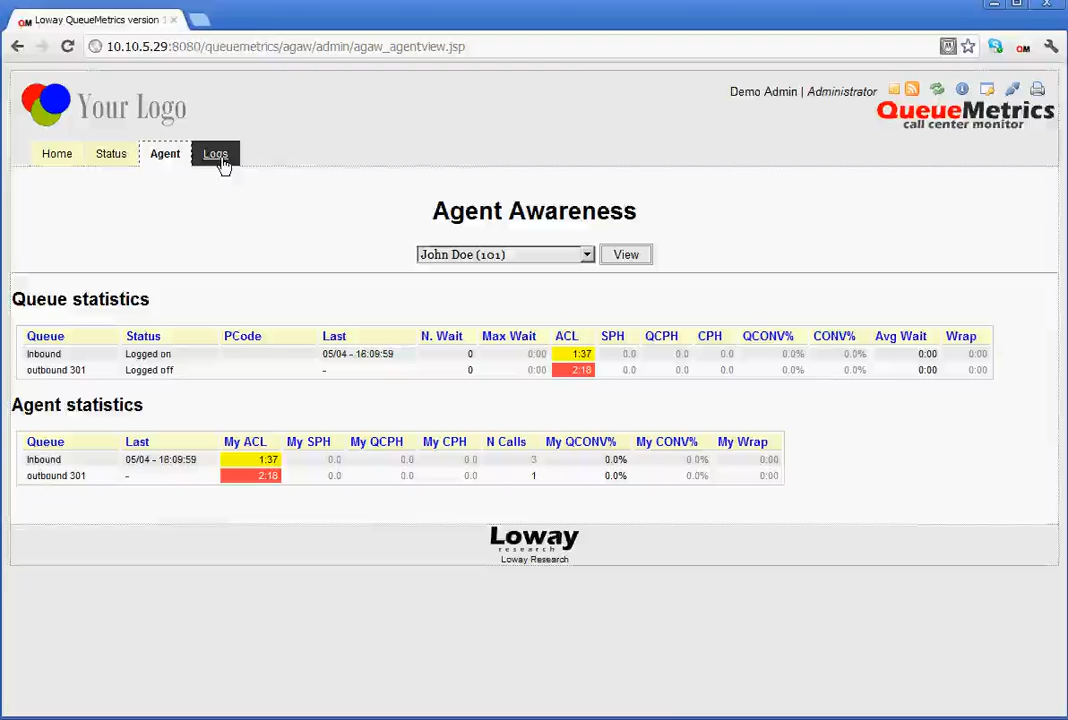 Loway QueueMetrics version 1
10.10.5.29:8080/queuemetrics/agaw/admin/agaw_agentview.jsp
Your Logo
Demo Admin | Administrator
QueueMetrics
call center monitor
Home Status Agent Logs
Agent Awareness
John Doe (101) View
Queue statistics
Queue Status PCode Last N. Wait Max Wait ACL SPH QCPH CPH QCONV% CONV% Avg Wait Wrap
Inbound Logged on 05/04 - 16:09:59 0 0:00 1:37 0.0 0.0 0.0 0.0% 0.0% 0:00 0:00
outbound 301 Logged off - 0 0:00 2:18 0.0 0.0 0.0 0.0% 0.0% 0:00 0:00
Agent statistics
Queue Last My ACL My SPH My QCPH My CPH N Calls My QCONV% My CONV% My Wrap
Inbound 05/04 - 16:09:59 1:37 0.0 0.0 0.0 3 0.0% 0.0% 0:00
outbound 301 - 2:18 0.0 0.0 0.0 1 0.0% 0.0% 0:00
Loway
research
Loway Research